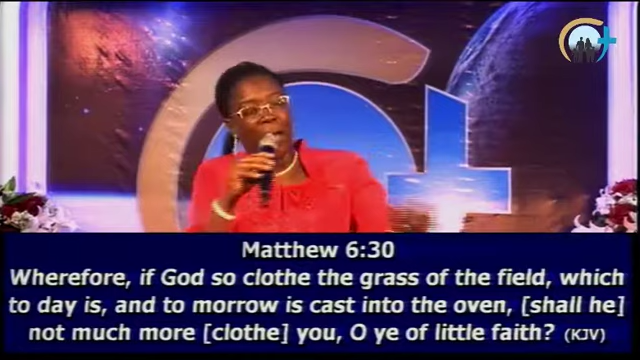 Matthew 6:30
Wherefore, if God so clothe the grass of the field, which
to day is, and to morrow is cast into the oven, [shall he]
not much more [clothe] you, O ye of little faith? (KJV)